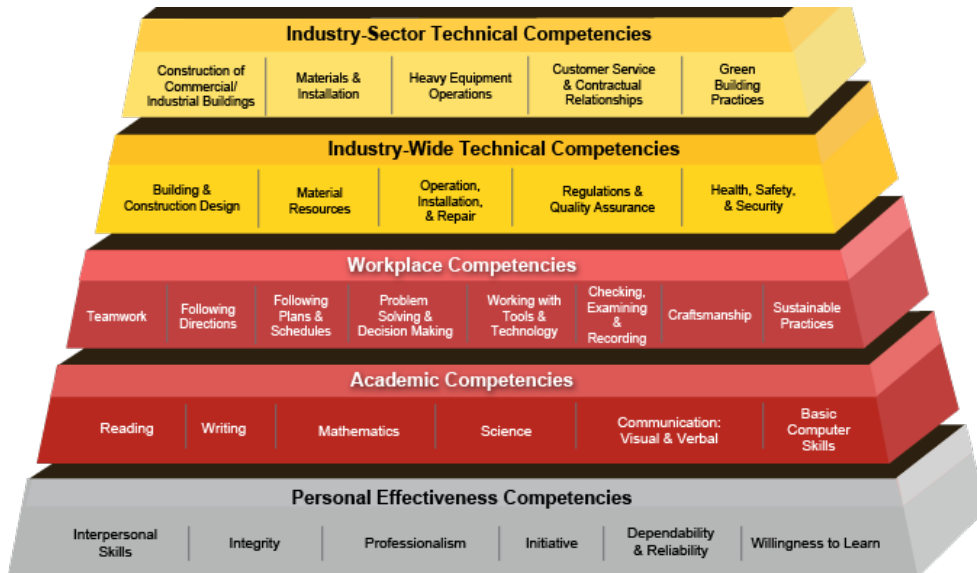 Industry-Sector Technical Competencies
Construction of
Commercial/
Industrial Buildings
Materials &
Installation
Heavy Equipment
Operations
Customer Service
& Contractual
Relationships
Green
Building
Practices
Industry-Wide Technical Competencies
Building &
Construction Design
Material
Resources
Operation,
Installation,
& Repair
Regulations &
Quality Assurance
Health, Safety,
& Security
Workplace Competencies
Teamwork
Following
Directions
Following
Plans &
Schedules
Problem
Solving &
Decision Making
Working with
Tools &
Technology
Checking,
Examining
&
Recording
Craftsmanship
Sustainable
Practices
Academic Competencies
Reading
Writing
Mathematics
Science
Communication:
Visual & Verbal
Basic
Computer
Skills
Personal Effectiveness Competencies
Interpersonal
Skills
Integrity
Professionalism
Initiative
Dependability
& Reliability
Willingness to Learn